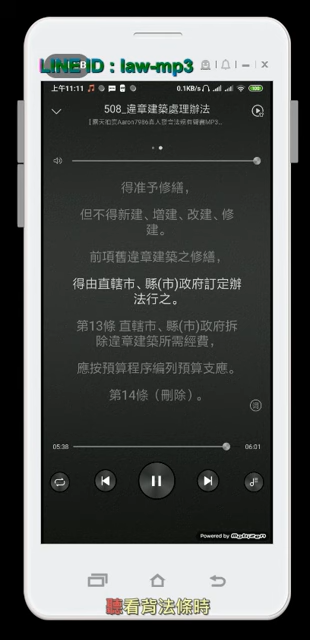 LINE ID : law-mp3
上午11:11
0.1KB/s
508_違章建築處理辦法
得准予修繕，
但不得新建、增建、改建、修
建。
前項舊違章建築之修繕，
得由直轄市、縣(市)政府訂定辦
法行之。
第13條 直轄市、縣(市)政府拆
除違章建築所需經費，
應按預算程序編列預算支應。
第14條（刪除）。
詞
05:38
06:01
Powered by Mobizen
聽看背法條時